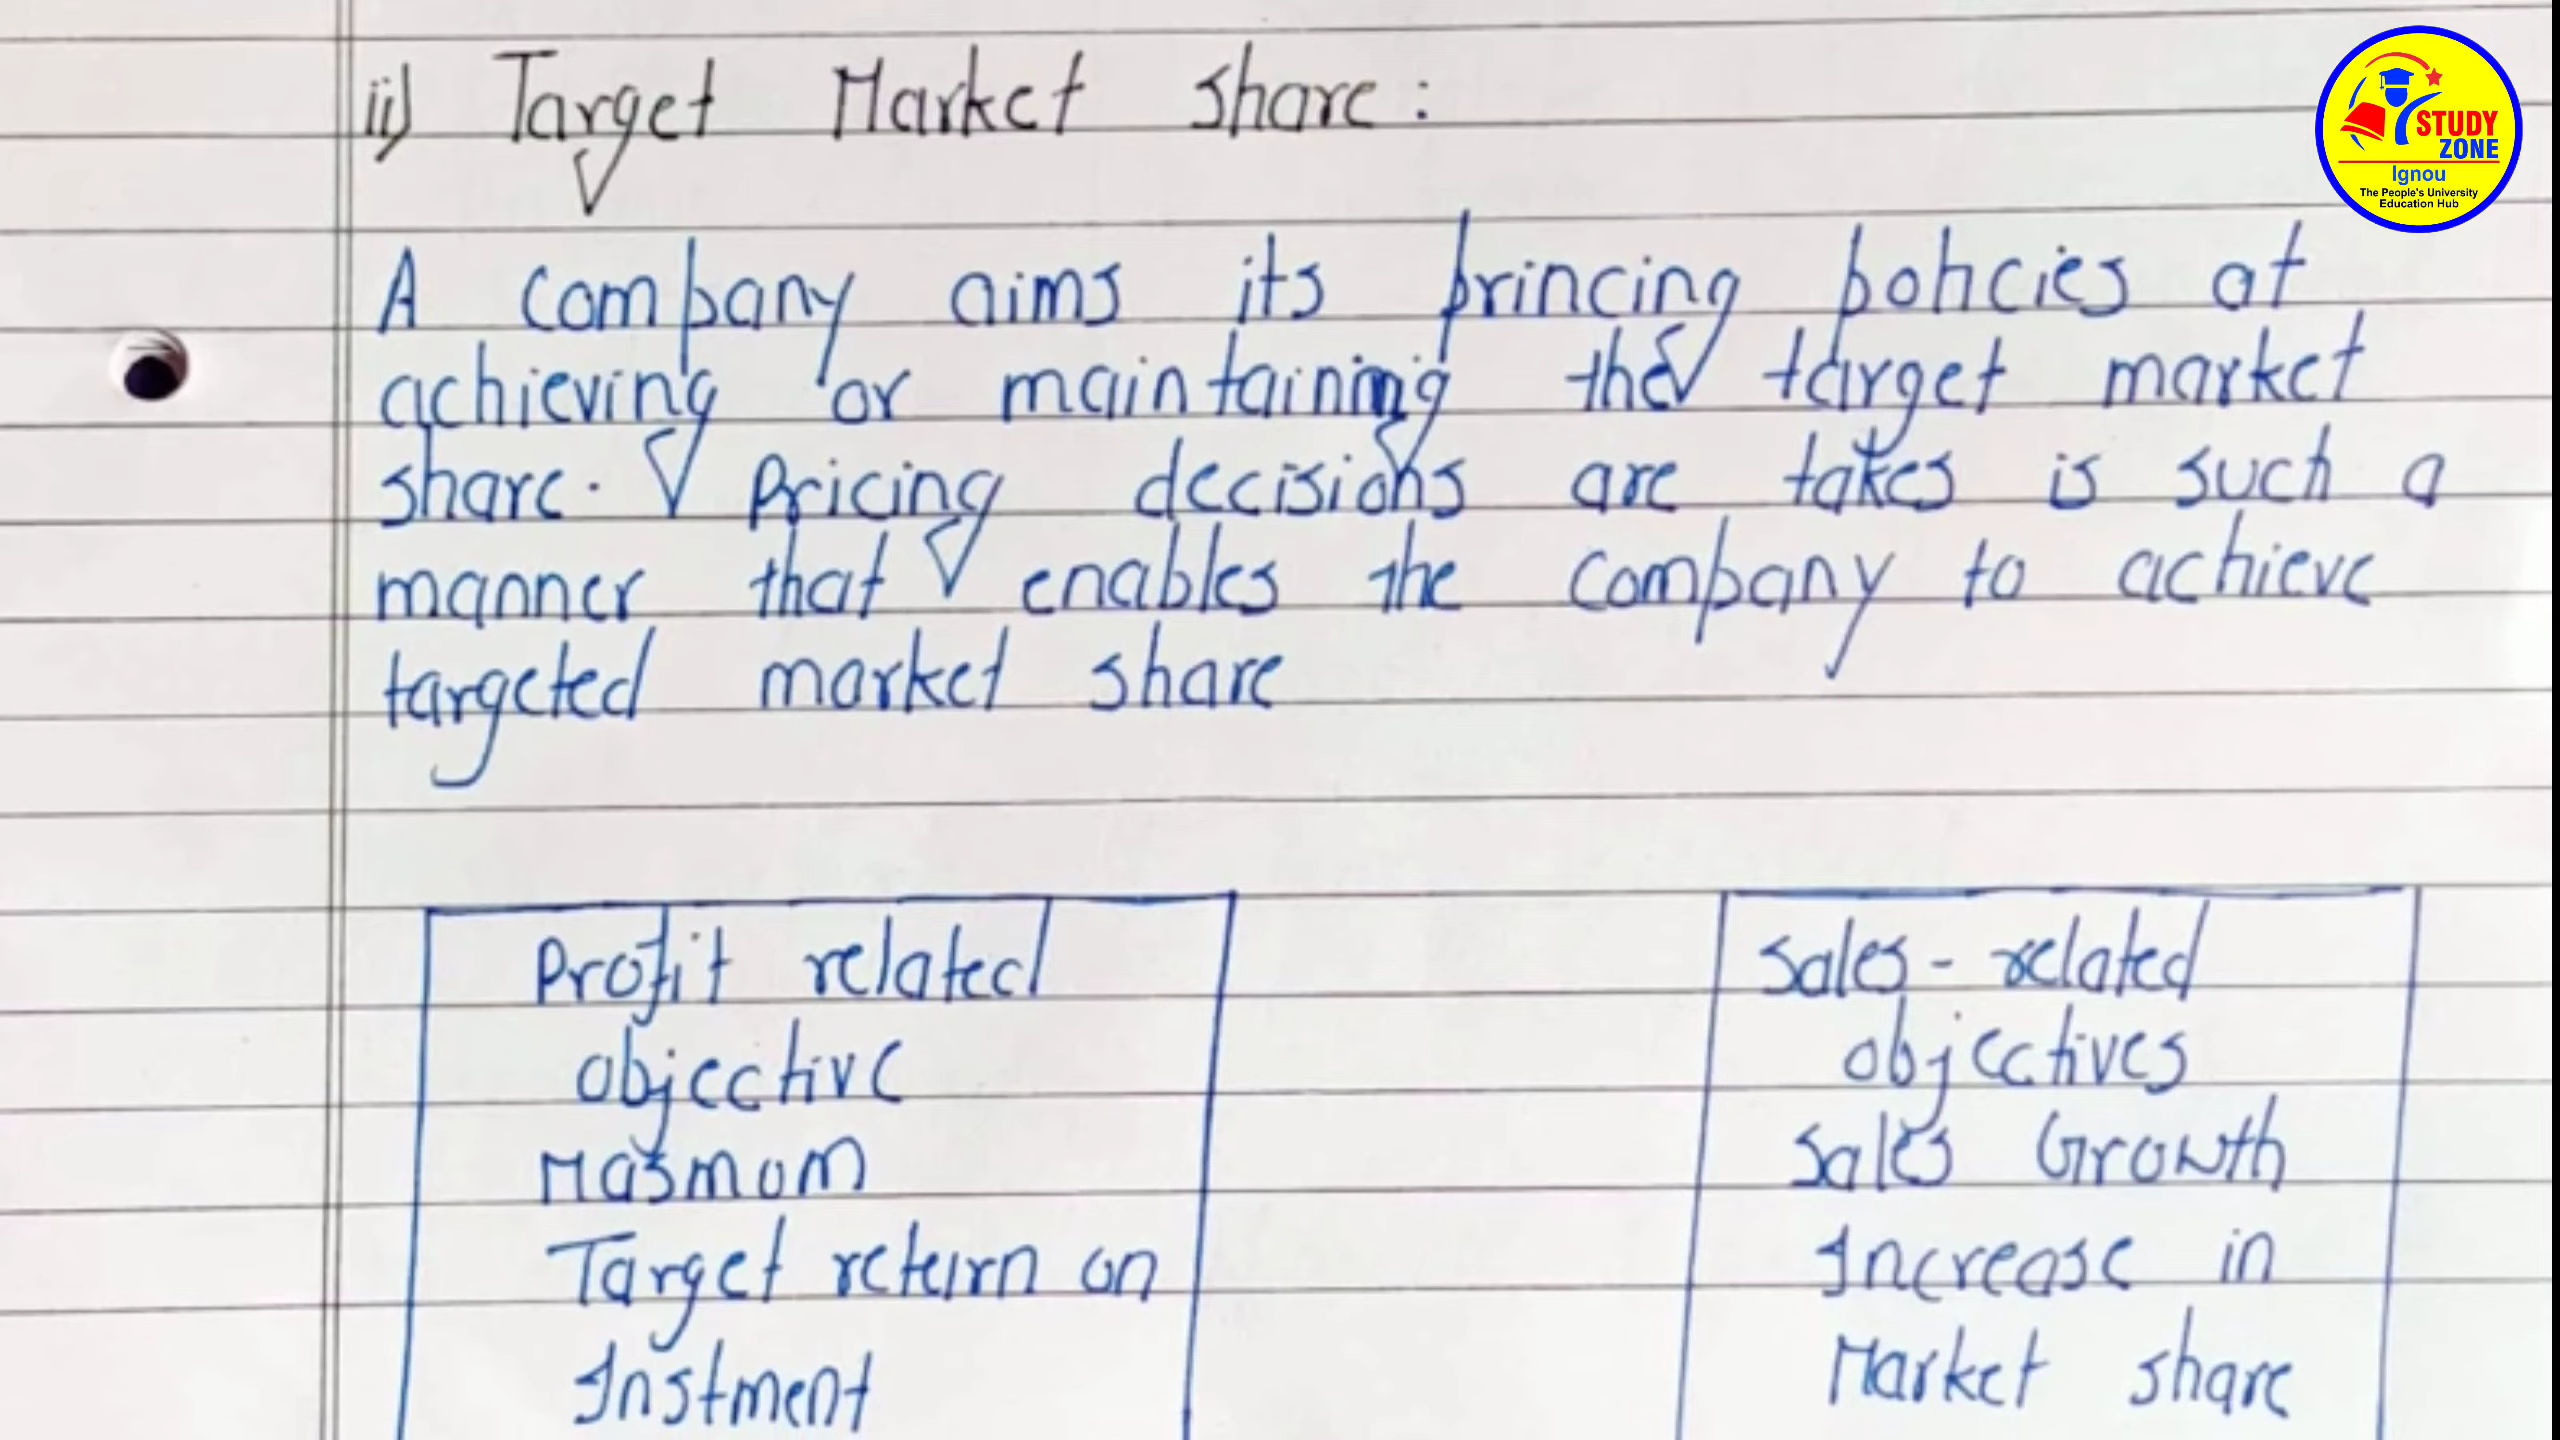 ii) Target Market share:
A company aims its princing policies at
achieving or maintaining the target market
share. Pricing decisions are takes is such a
manner that enables the company to achieve
targeted market share
Profit related
objective
Target return on
Instment
Sales-related
objectives
Sales Growth
Increase in
Market share
STUDY
ZONE
Ignou
The People's University
Education Hub